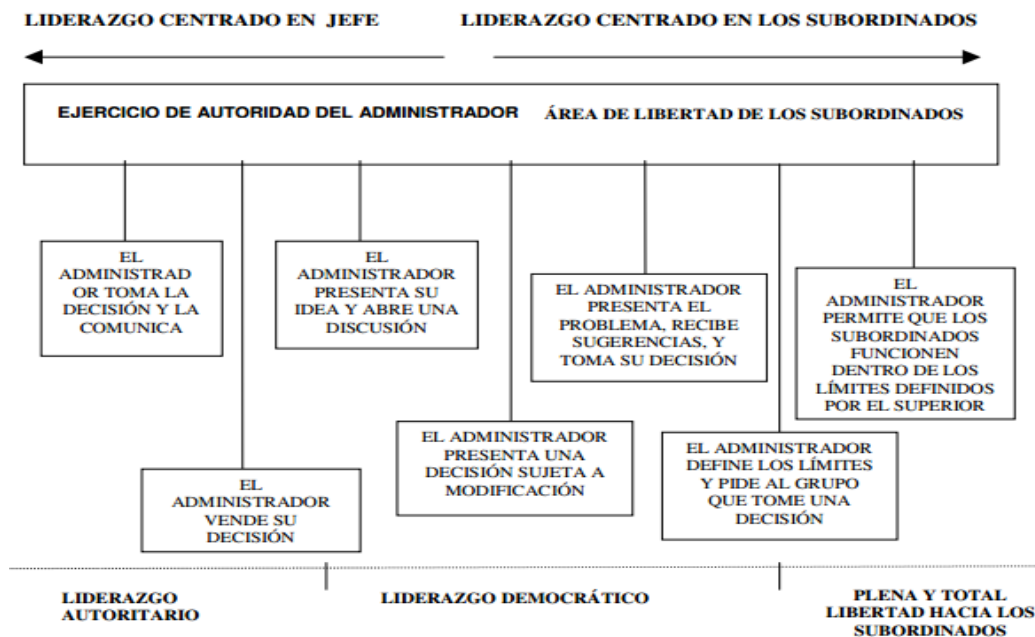 LIDERAZGO CENTRADO EN JEFE
LIDERAZGO CENTRADO EN LOS SUBORDINADOS
EJERCICIO DE AUTORIDAD DEL ADMINISTRADOR
ÁREA DE LIBERTAD DE LOS SUBORDINADOS
EL
ADMINISTRAD
OR TOMA LA
DECISIÓN Y LA
COMUNICA
EL
ADMINISTRADOR
VENDE SU
DECISIÓN
EL
ADMINISTRADOR
PRESENTA SU
IDEA Y ABRE UNA
DISCUSIÓN
EL ADMINISTRADOR
PRESENTA UNA
DECISIÓN SUJETA A
MODIFICACIÓN
EL ADMINISTRADOR
PRESENTA EL
PROBLEMA, RECIBE
SUGERENCIAS, Y
TOMA SU DECISIÓN
EL ADMINISTRADOR
DEFINE LOS LÍMITES
Y PIDE AL GRUPO
QUE TOME UNA
DECISIÓN
EL
ADMINISTRADOR
PERMITE QUE LOS
SUBORDINADOS
FUNCIONEN
DENTRO DE LOS
LÍMITES DEFINIDOS
POR EL SUPERIOR
LIDERAZGO
AUTORITARIO
LIDERAZGO DEMOCRÁTICO
PLENA Y TOTAL
LIBERTAD HACIA LOS
SUBORDINADOS